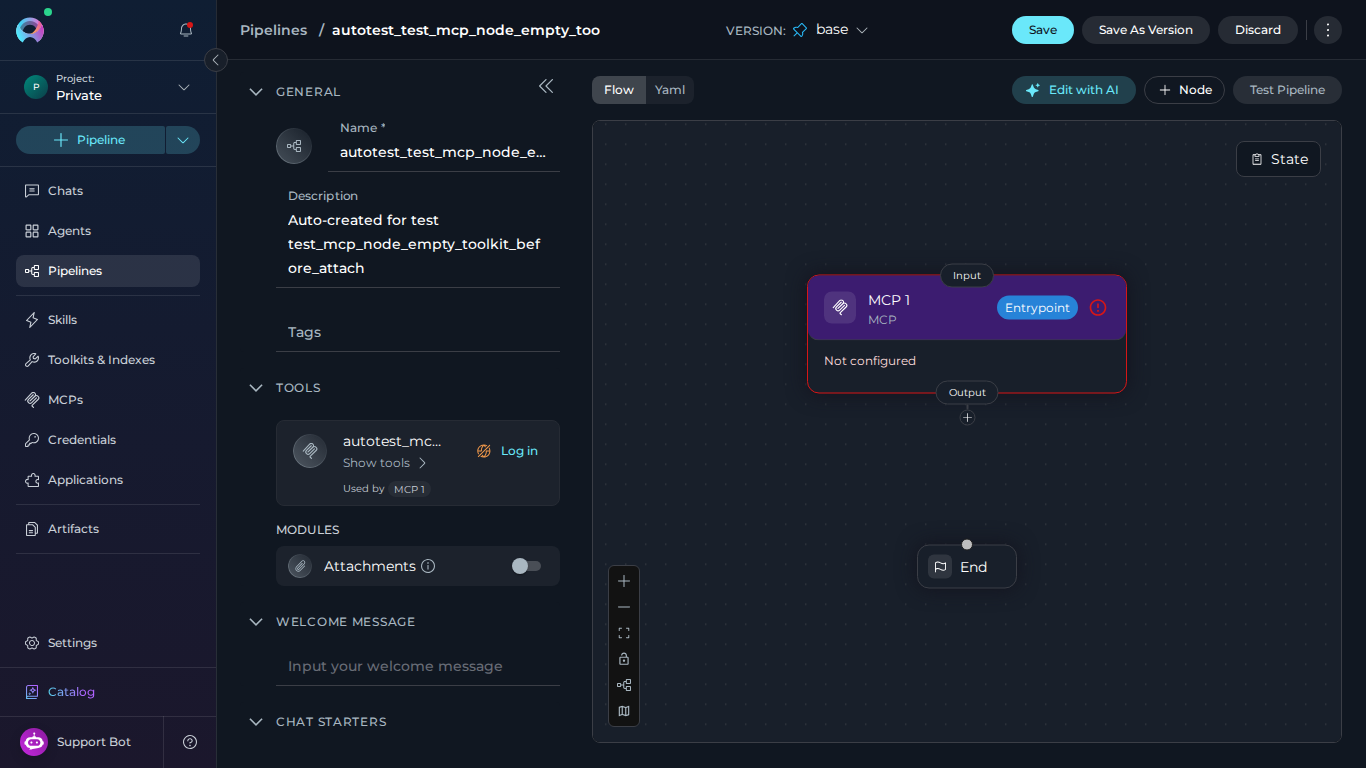 Pipelines / autotest_test_mcp_node_empty_too
VERSION: base
Save
Save As Version
Discard
P
Project:
Private
Pipeline
Chats
Agents
Pipelines
Skills
Toolkits & Indexes
MCPs
Credentials
Applications
Artifacts
Settings
Catalog
Support Bot
GENERAL
Name *
autotest_test_mcp_node_e...
Description
Auto-created for test
test_mcp_node_empty_toolkit_bef
ore_attach
Tags
TOOLS
autotest_mc...
Show tools
Log in
Used by MCP 1
MODULES
Attachments
WELCOME MESSAGE
Input your welcome message
CHAT STARTERS
Flow
Yaml
Edit with AI
Node
Test Pipeline
State
Input
MCP 1
MCP
Entrypoint
Not configured
Output
End